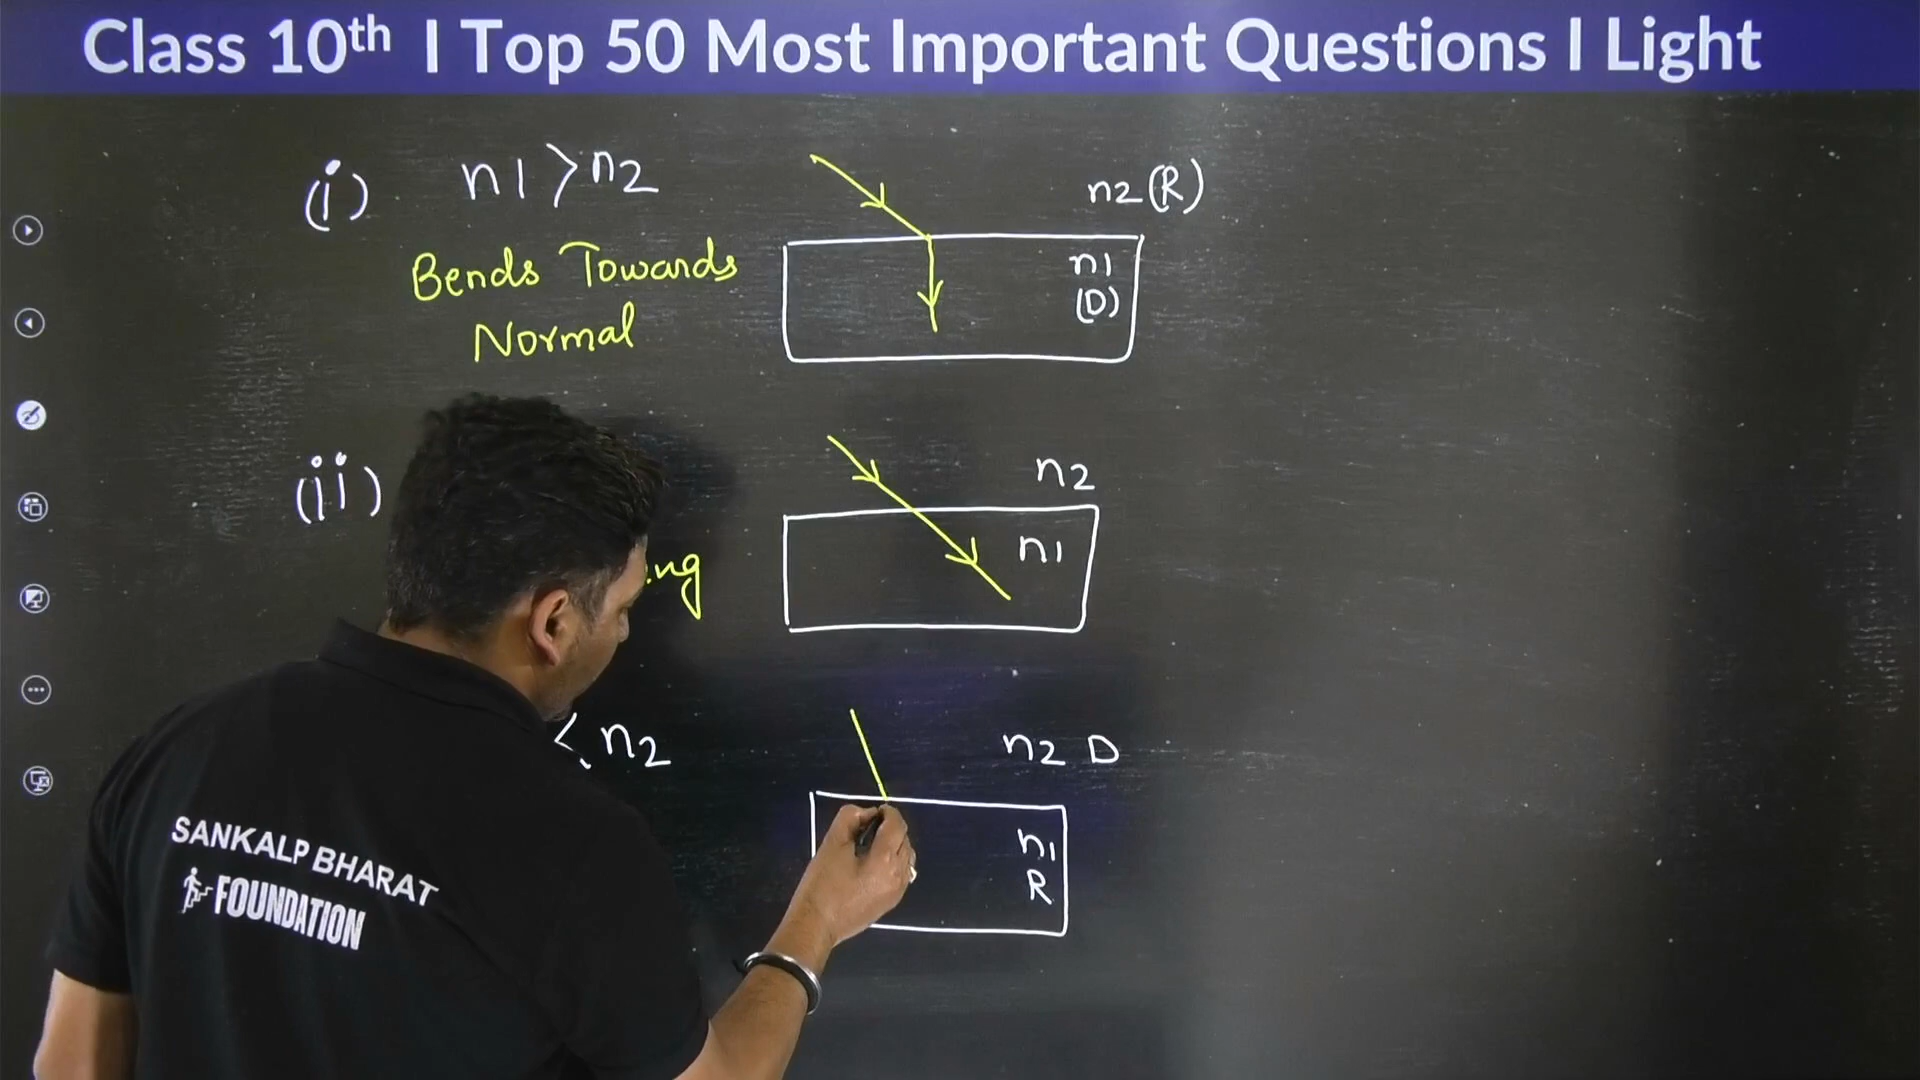 Class 10th I Top 50 Most Important Questions I Light
(i) n1 > n2
n2 (R)
Bends Towards
Normal
n1
(D)
(ii)
n2
n1
< n2
n2 D
n1
R
SANKALP BHARAT
FOUNDATION